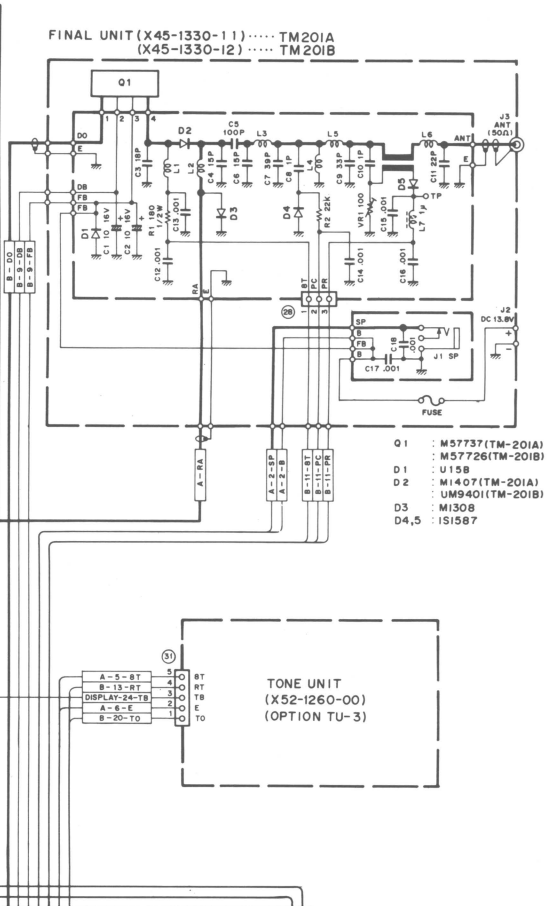 FINAL UNIT (X45-1330-11)····· TM201A
(X45-1330-12) ····· TM201B
Q1
1 2 3 4
DO
E
DB
FB
FB
D1
C1 10 16V
C2 10 16V
+
+
C3 18P
L1
R1 180
1/2W
C13 .001
C12 .001
D2
L2
C4 15P
D3
C5
100P
C6 15P
L3
C7 39P
C8 1P
D4
L4
R2 22K
L5
C9 33P
C10 1P
VR1 100
C14 .001
C15 .001
D5
TP
L7 1μ
C16 .001
L6
C11 22P
ANT
E
J3
ANT
(50Ω)
RA
E
8T
PC
PR
1 2 3
28
B-DO
B-9-DB
B-9-FB
SP
B
FB
B
C18
.001
C17 .001
J1 SP
J2
DC 13.8V
+
-
FUSE
A-RA
A-2-SP
A-2-B
B-11-8T
B-11-PC
B-11-PR
Q1 : M57737(TM-201A)
: M57726(TM-201B)
D1 : U15B
D2 : MI407(TM-201A)
: UM9401(TM-201B)
D3 : MI308
D4,5 : 1S1587
31
A-5-8T 5 8T
B-13-RT 4 RT
DISPLAY-24-TB 3 TB
A-6-E 2 E
B-20-TO 1 TO
TONE UNIT
(X52-1260-00)
(OPTION TU-3)